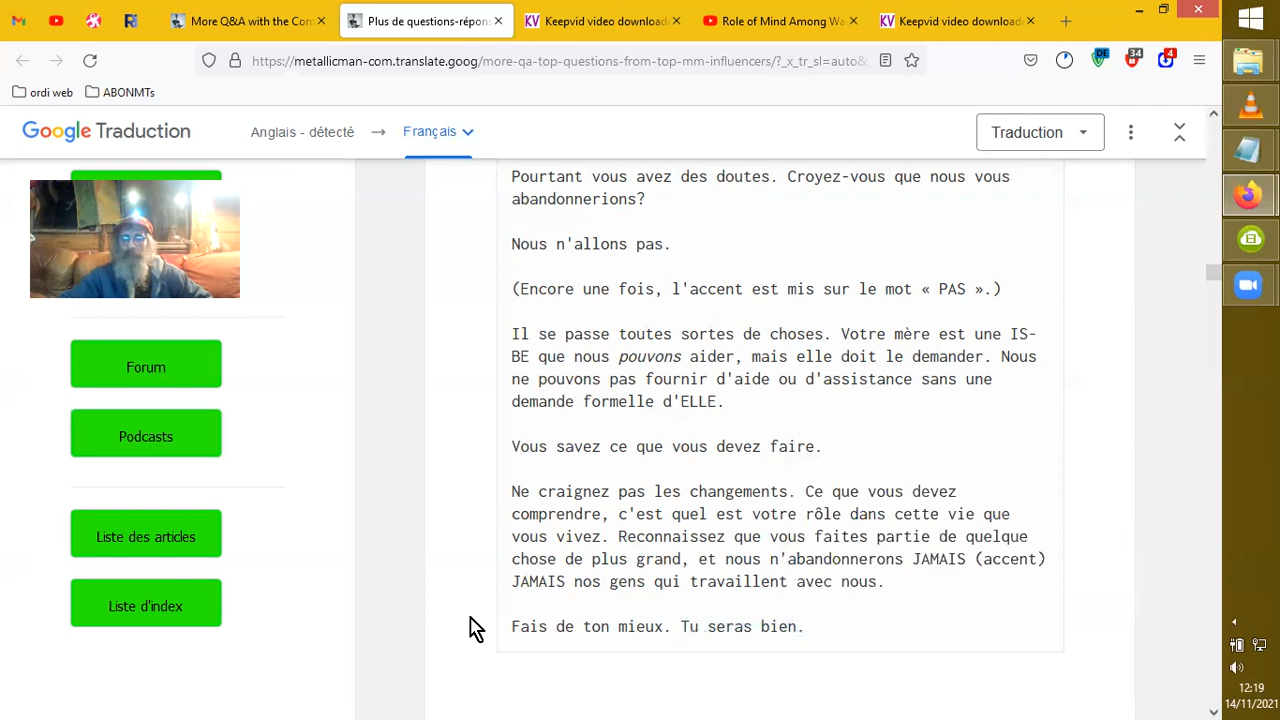 More Q&A with the Com
Plus de questions-répons
Keepvid video download
Role of Mind Among Wa
Keepvid video download
https://metallicman-com.translate.goog/more-qa-top-questions-from-top-mm-influencers/?_x_tr_sl=auto&
DE
34
4
ordi web
ABONMTs
Google Traduction
Anglais - détecté
Français
Traduction
Pourtant vous avez des doutes. Croyez-vous que nous vous
abandonnerions?
Nous n'allons pas.
(Encore une fois, l'accent est mis sur le mot « PAS ».)
Il se passe toutes sortes de choses. Votre mère est une IS-
BE que nous pouvons aider, mais elle doit le demander. Nous
ne pouvons pas fournir d'aide ou d'assistance sans une
demande formelle d'ELLE.
Vous savez ce que vous devez faire.
Ne craignez pas les changements. Ce que vous devez
comprendre, c'est quel est votre rôle dans cette vie que
vous vivez. Reconnaissez que vous faites partie de quelque
chose de plus grand, et nous n'abandonnerons JAMAIS (accent)
JAMAIS nos gens qui travaillent avec nous.
Fais de ton mieux. Tu seras bien.
Forum
Podcasts
Liste des articles
Liste d'index
12:19
14/11/2021